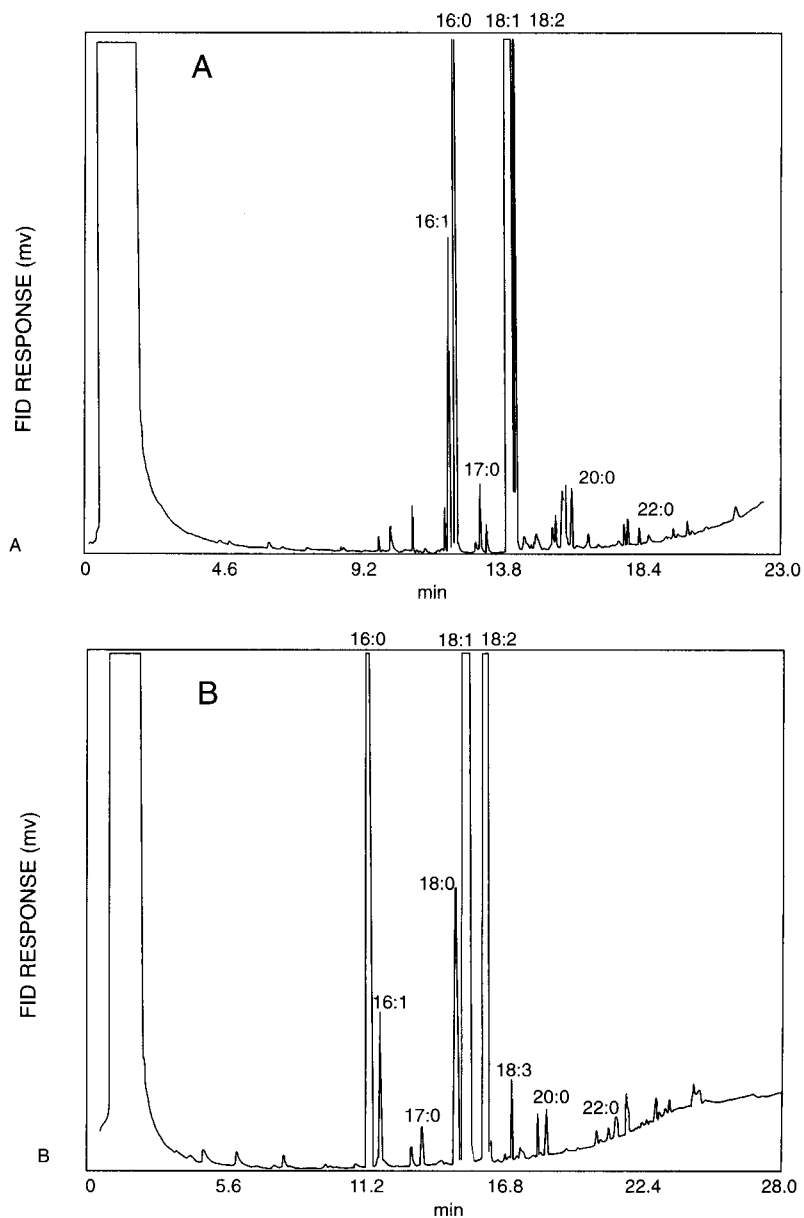 16:0 18:1 18:2
A
16:1
17:0
20:0
22:0
FID RESPONSE (mv)
A
0 4.6 9.2 13.8 18.4 23.0
min
16:0 18:1 18:2
B
18:0
16:1
18:3
17:0
20:0
22:0
FID RESPONSE (mv)
B
0 5.6 11.2 16.8 22.4 28.0
min